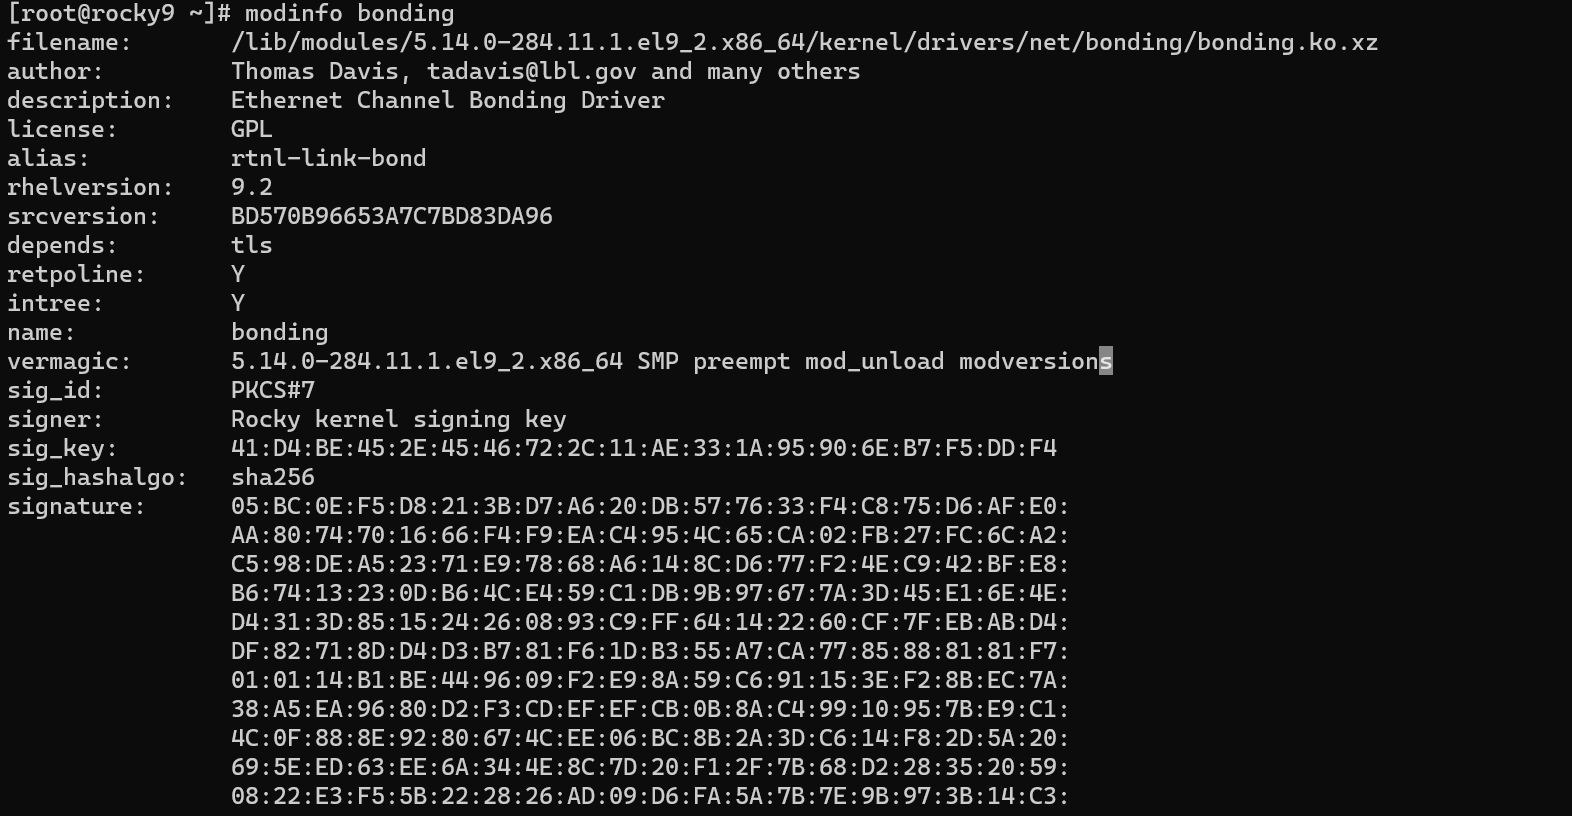 [root@rocky9 ~]# modinfo bonding
filename:       /lib/modules/5.14.0-284.11.1.el9_2.x86_64/kernel/drivers/net/bonding/bonding.ko.xz
author:         Thomas Davis, tadavis@lbl.gov and many others
description:    Ethernet Channel Bonding Driver
license:        GPL
alias:          rtnl-link-bond
rhelversion:    9.2
srcversion:     BD570B96653A7C7BD83DA96
depends:        tls
retpoline:      Y
intree:         Y
name:           bonding
vermagic:       5.14.0-284.11.1.el9_2.x86_64 SMP preempt mod_unload modversions
sig_id:         PKCS#7
signer:         Rocky kernel signing key
sig_key:        41:D4:BE:45:2E:45:46:72:2C:11:AE:33:1A:95:90:6E:B7:F5:DD:F4
sig_hashalgo:   sha256
signature:      05:BC:0E:F5:D8:21:3B:D7:A6:20:DB:57:76:33:F4:C8:75:D6:AF:E0:
                AA:80:74:70:16:66:F4:F9:EA:C4:95:4C:65:CA:02:FB:27:FC:6C:A2:
                C5:98:DE:A5:23:71:E9:78:68:A6:14:8C:D6:77:F2:4E:C9:42:BF:E8:
                B6:74:13:23:0D:B6:4C:E4:59:C1:DB:9B:97:67:7A:3D:45:E1:6E:4E:
                D4:31:3D:85:15:24:26:08:93:C9:FF:64:14:22:60:CF:7F:EB:AB:D4:
                DF:82:71:8D:D4:D3:B7:81:F6:1D:B3:55:A7:CA:77:85:88:81:81:F7:
                01:01:14:B1:BE:44:96:09:F2:E9:8A:59:C6:91:15:3E:F2:8B:EC:7A:
                38:A5:EA:96:80:D2:F3:CD:EF:EF:CB:0B:8A:C4:99:10:95:7B:E9:C1:
                4C:0F:88:8E:92:80:67:4C:EE:06:BC:8B:2A:3D:C6:14:F8:2D:5A:20:
                69:5E:ED:63:EE:6A:34:4E:8C:7D:20:F1:2F:7B:68:D2:28:35:20:59:
                08:22:E3:F5:5B:22:28:26:AD:09:D6:FA:5A:7B:7E:9B:97:3B:14:C3: